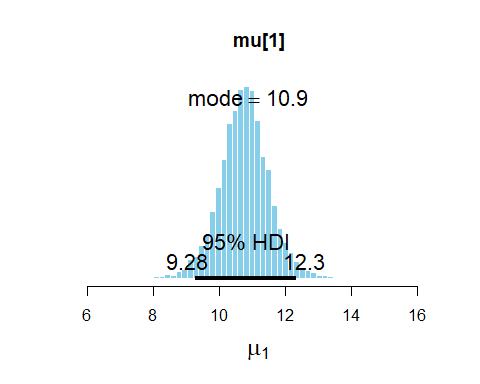 mu[1]
mode = 10.9
95% HDI
9.28 12.3
6 8 10 12 14 16
μ1